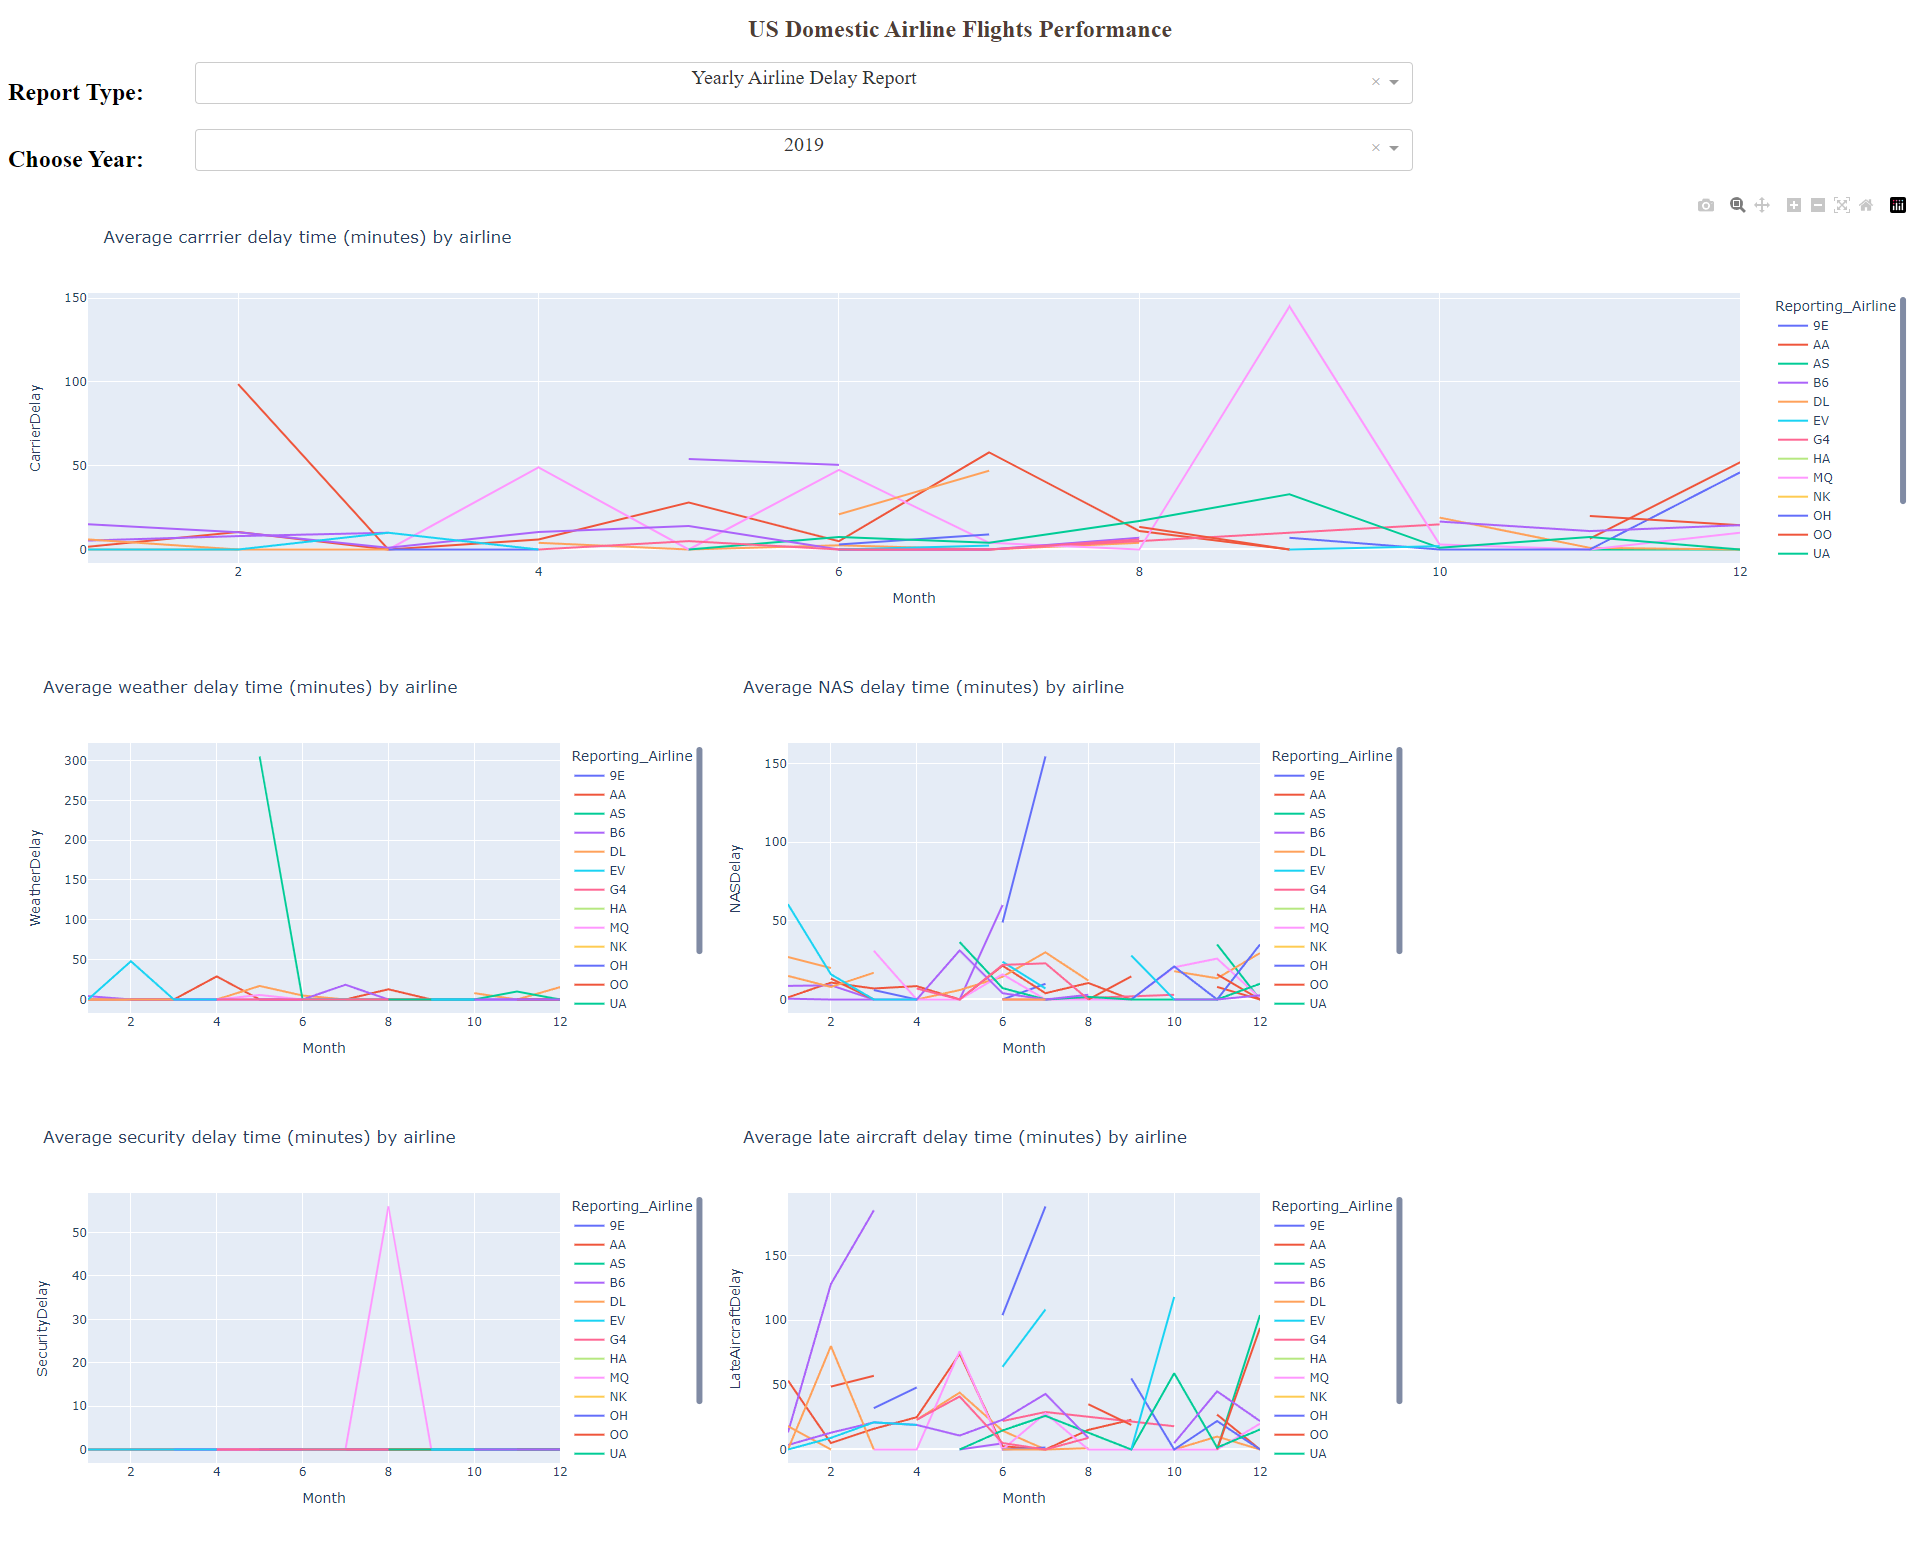 US Domestic Airline Flights Performance
Report Type:
Yearly Airline Delay Report
×
Choose Year:
2019
×
Average carrrier delay time (minutes) by airline
CarrierDelay
150
100
50
0
2 4 6 8 10 12
Month
Reporting_Airline
9E
AA
AS
B6
DL
EV
G4
HA
MQ
NK
OH
OO
UA
Average weather delay time (minutes) by airline
WeatherDelay
300
250
200
150
100
50
0
2 4 6 8 10 12
Month
Reporting_Airline
9E
AA
AS
B6
DL
EV
G4
HA
MQ
NK
OH
OO
UA
Average NAS delay time (minutes) by airline
NASDelay
150
100
50
0
2 4 6 8 10 12
Month
Reporting_Airline
9E
AA
AS
B6
DL
EV
G4
HA
MQ
NK
OH
OO
UA
Average security delay time (minutes) by airline
SecurityDelay
50
40
30
20
10
0
2 4 6 8 10 12
Month
Reporting_Airline
9E
AA
AS
B6
DL
EV
G4
HA
MQ
NK
OH
OO
UA
Average late aircraft delay time (minutes) by airline
LateAircraftDelay
150
100
50
0
2 4 6 8 10 12
Month
Reporting_Airline
9E
AA
AS
B6
DL
EV
G4
HA
MQ
NK
OH
OO
UA